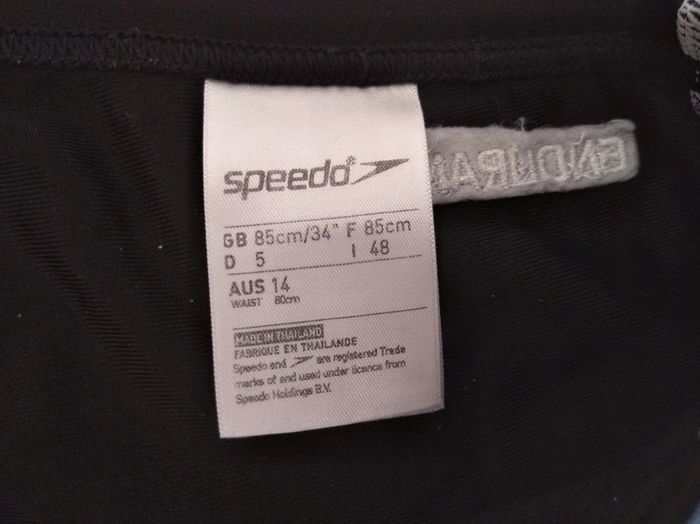 speedo®
GB 85cm/34" F 85cm
D 5 I 48
AUS 14
WAIST 80cm
MADE IN THAILAND
FABRIQUE EN THAILANDE
Speedo and are registered Trade
marks of and used under licence from
Speedo Holdings B.V.